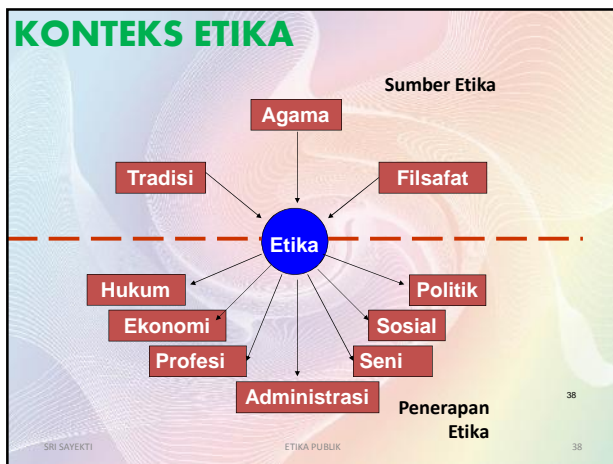 KONTEKS ETIKA
Sumber Etika
Agama
Tradisi
Filsafat
Etika
Hukum
Politik
Ekonomi
Sosial
Profesi
Seni
Administrasi
38
Penerapan
Etika
SRI SAYEKTI
ETIKA PUBLIK
38